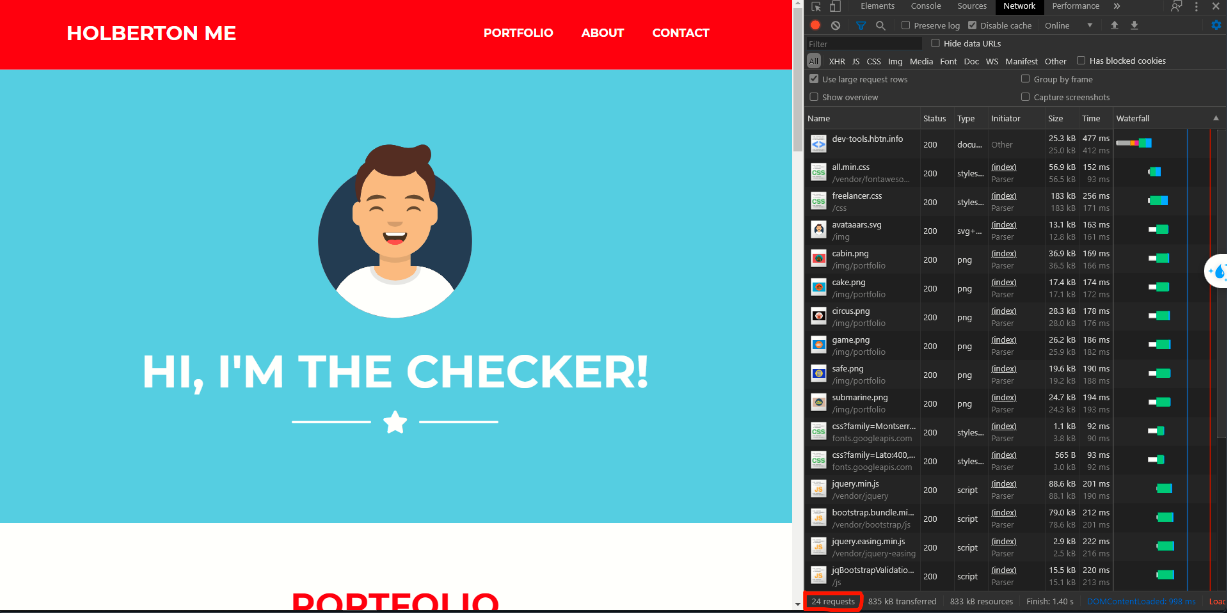 HOLBERTON ME
PORTFOLIO ABOUT CONTACT
HI, I'M THE CHECKER!
PORTFOLIO
Elements Console Sources Network Performance »
Preserve log Disable cache Online
Filter Hide data URLs
All XHR JS CSS Img Media Font Doc WS Manifest Other Has blocked cookies
Use large request rows Group by frame
Show overview Capture screenshots
Name Status Type Initiator Size Time Waterfall
dev-tools.hbtn.info 200 docu... Other 25.3 kB 477 ms
25.0 kB 412 ms
all.min.css 200 styles... (index) 56.9 kB 152 ms
/vendor/fontaweso... Parser 56.5 kB 93 ms
freelancer.css 200 styles... (index) 183 kB 256 ms
/css Parser 183 kB 171 ms
avataaars.svg 200 svg+... (index) 13.1 kB 163 ms
/img Parser 12.8 kB 161 ms
cabin.png 200 png (index) 36.9 kB 169 ms
/img/portfolio Parser 36.5 kB 166 ms
cake.png 200 png (index) 17.4 kB 174 ms
/img/portfolio Parser 17.1 kB 172 ms
circus.png 200 png (index) 28.3 kB 178 ms
/img/portfolio Parser 28.0 kB 176 ms
game.png 200 png (index) 26.2 kB 186 ms
/img/portfolio Parser 25.9 kB 182 ms
safe.png 200 png (index) 19.6 kB 190 ms
/img/portfolio Parser 19.2 kB 188 ms
submarine.png 200 png (index) 24.7 kB 194 ms
/img/portfolio Parser 24.3 kB 193 ms
css?family=Montserr... 200 styles... (index) 1.1 kB 92 ms
fonts.googleapis.com Parser 3.8 kB 90 ms
css?family=Lato:400,... 200 styles... (index) 565 B 93 ms
fonts.googleapis.com Parser 3.0 kB 92 ms
jquery.min.js 200 script (index) 88.6 kB 201 ms
/vendor/jquery Parser 88.1 kB 190 ms
bootstrap.bundle.mi... 200 script (index) 79.0 kB 212 ms
/vendor/bootstrap/js Parser 78.6 kB 201 ms
jquery.easing.min.js 200 script (index) 2.9 kB 222 ms
/vendor/jquery-easing Parser 2.5 kB 216 ms
jqBootstrapValidatio... 200 script (index) 15.5 kB 220 ms
/js Parser 15.1 kB 213 ms
24 requests 835 kB transferred 833 kB resources Finish: 1.40 s DOMContentLoaded: